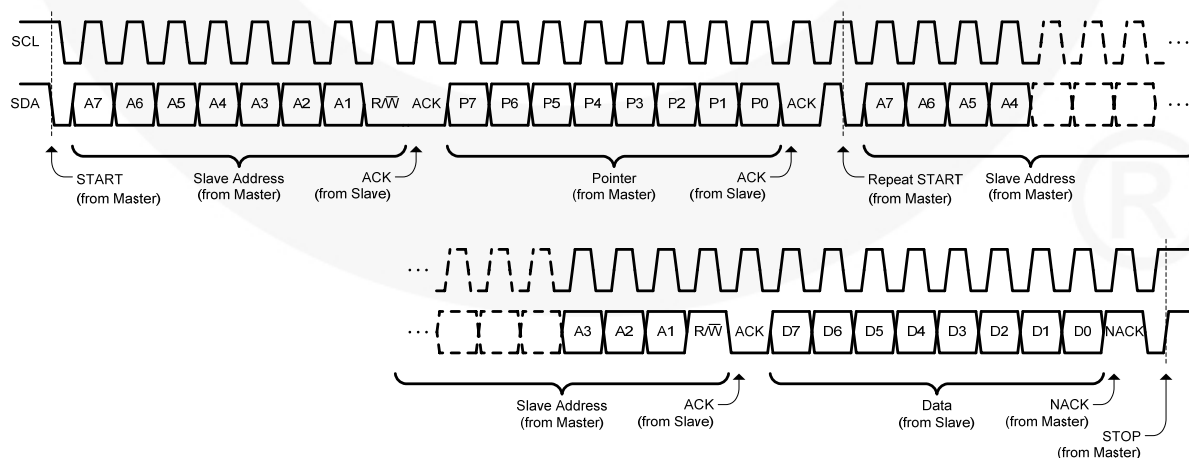 SCL
...
SDA A7 A6 A5 A4 A3 A2 A1 R/W̅ ACK P7 P6 P5 P4 P3 P2 P1 P0 ACK A7 A6 A5 A4 ...
START
(from Master)
Slave Address
(from Master)
ACK
(from Slave)
Pointer
(from Master)
ACK
(from Slave)
Repeat START
(from Master)
Slave Address
(from Master)
®
...
... A3 A2 A1 R/W̅ ACK D7 D6 D5 D4 D3 D2 D1 D0 NACK
Slave Address
(from Master)
ACK
(from Slave)
Data
(from Slave)
NACK
(from Master)
STOP
(from Master)